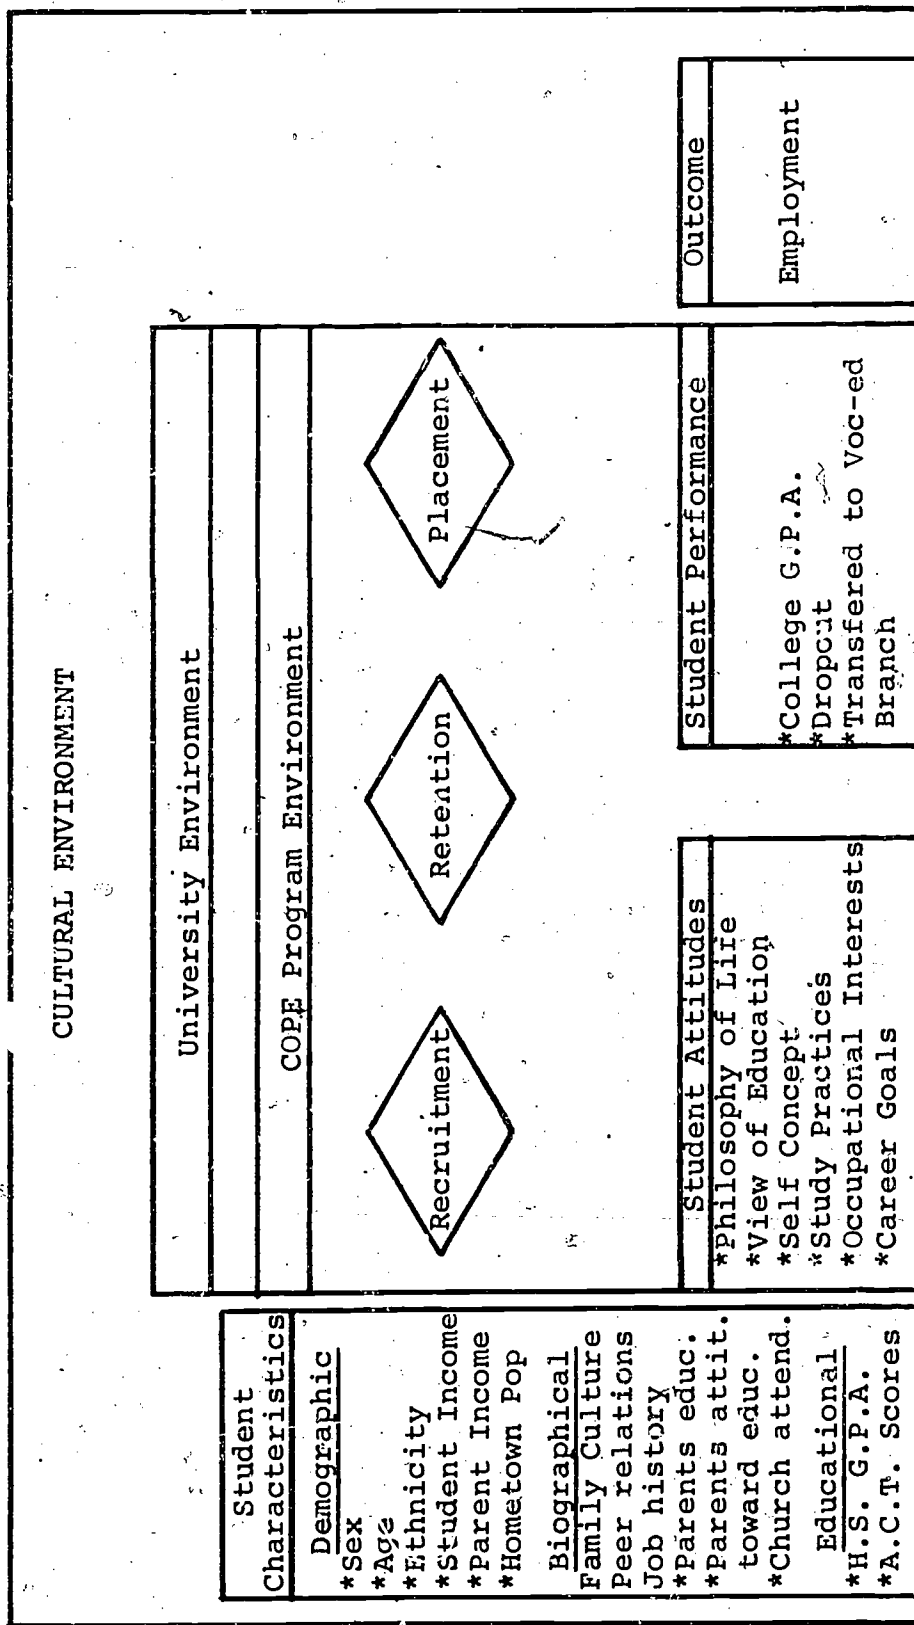 CULTURAL ENVIRONMENT
University Environment
COPE Program Environment
Recruitment
Retention
Placement
Student
Characteristics
Demographic
*Sex
*Age
*Ethnicity
*Student Income
*Parent Income
*Hometown Pop
Biographical
Family Culture
Peer relations
Job history
*Parents educ.
*Parents attit.
toward educ.
*Church attend.
Educational
*H.S. G.P.A.
*A.C.T. Scores
Student Attitudes
*Philosophy of Life
*View of Education
*Self Concept
*Study Practices
*Occupational Interests
*Career Goals
Student Performance
*College G.P.A.
*Dropout
*Transfered to Voc-ed
Branch
Outcome
Employment